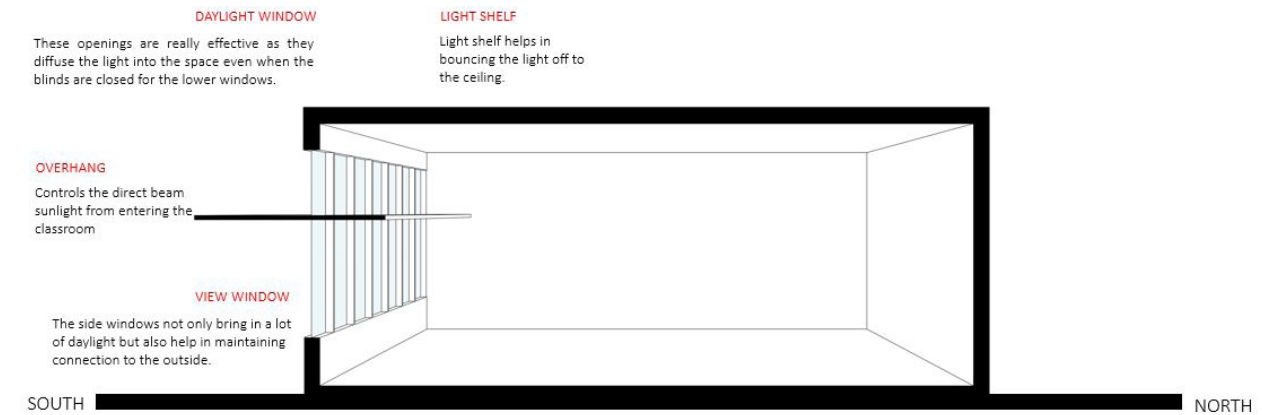 DAYLIGHT WINDOW
These openings are really effective as they
diffuse the light into the space even when the
blinds are closed for the lower windows.
LIGHT SHELF
Light shelf helps in
bouncing the light off to
the ceiling.
OVERHANG
Controls the direct beam
sunlight from entering the
classroom
VIEW WINDOW
The side windows not only bring in a lot
of daylight but also help in maintaining
connection to the outside.
SOUTH
NORTH